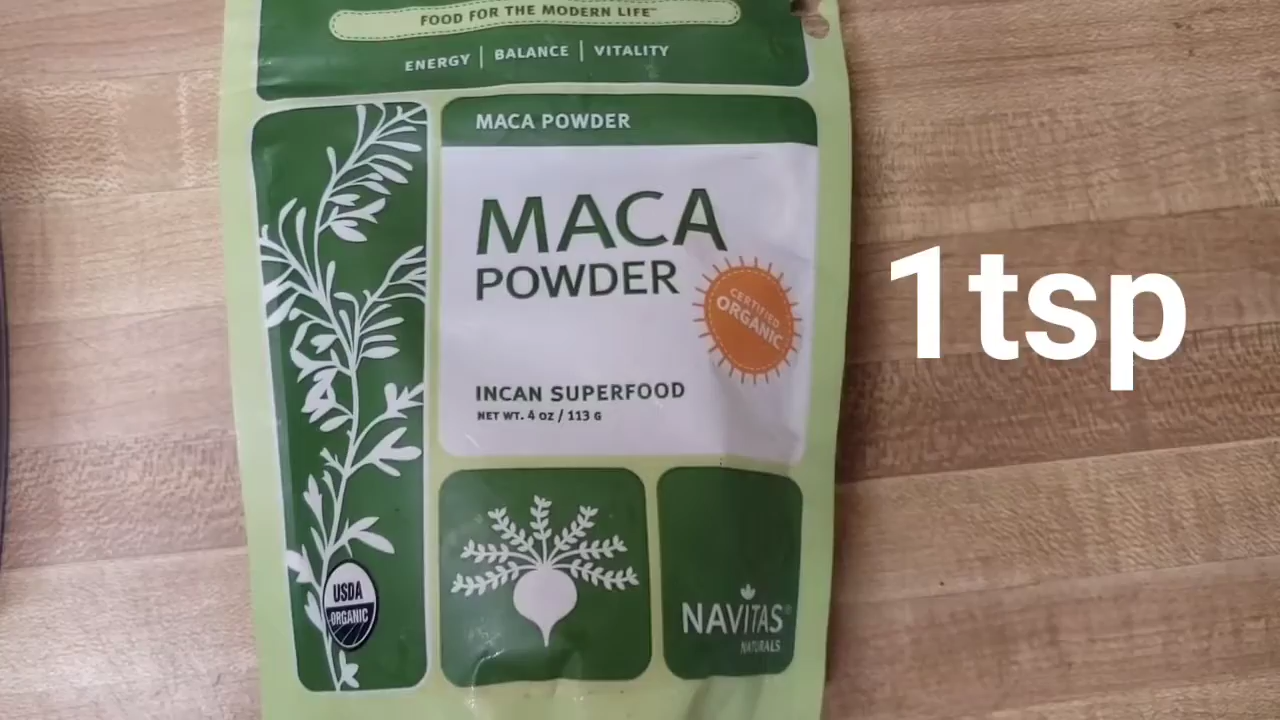 FOOD FOR THE MODERN LIFE™
ENERGY | BALANCE | VITALITY
MACA POWDER
MACA
POWDER
CERTIFIED
ORGANIC
INCAN SUPERFOOD
NET WT. 4 OZ / 113 G
1tsp
USDA
ORGANIC
NAVITAS®
NATURALS